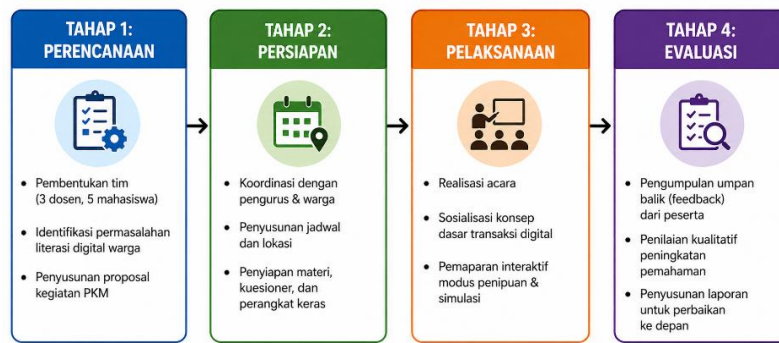 TAHAP 1:
PERENCANAAN
• Pembentukan tim
(3 dosen, 5 mahasiswa)
• Identifikasi permasalahan
literasi digital warga
• Penyusunan proposal
kegiatan PKM
TAHAP 2:
PERSIAPAN
• Koordinasi dengan
pengurus & warga
• Penyusunan jadwal
dan lokasi
• Penyiapan materi,
kuesioner, dan
perangkat keras
TAHAP 3:
PELAKSANAAN
• Realisasi acara
• Sosialisasi konsep
dasar transaksi digital
• Pemaparan interaktif
modus penipuan &
simulasi
TAHAP 4:
EVALUASI
• Pengumpulan umpan
balik (feedback)
dari peserta
• Penilaian kualitatif
peningkatan
pemahaman
• Penyusunan laporan
untuk perbaikan
ke depan